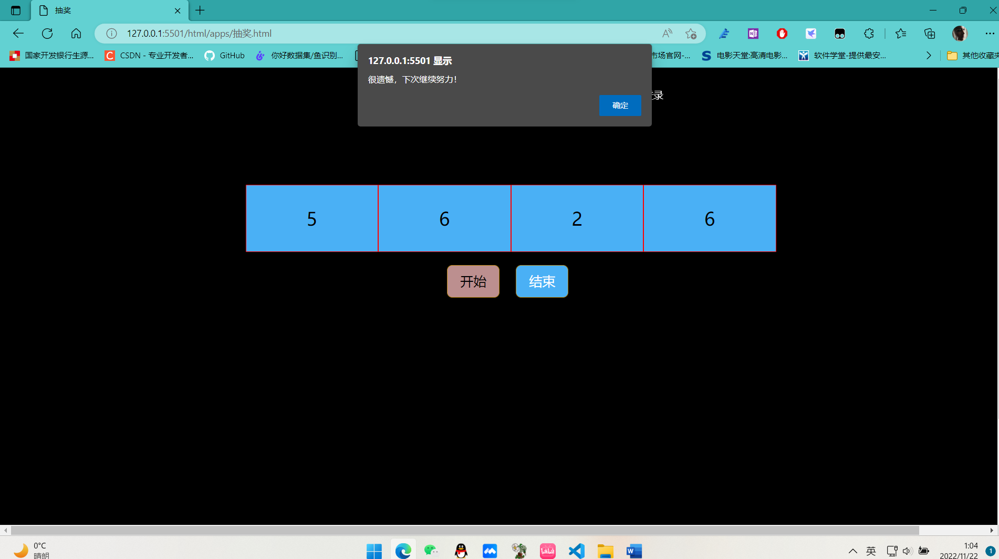 抽奖
127.0.0.1:5501/html/apps/抽奖.html
国家开发银行生源... CSDN - 专业开发者... GitHub 你好数据集/鱼识别... 市场官网-... 电影天堂:高清电影... 软件学堂-提供最安... 其他收藏夹
127.0.0.1:5501 显示
很遗憾，下次继续努力！
确定
录
5 6 2 6
开始 结束
0°C
晴朗
bilibili
W
英
1:04
2022/11/22
1